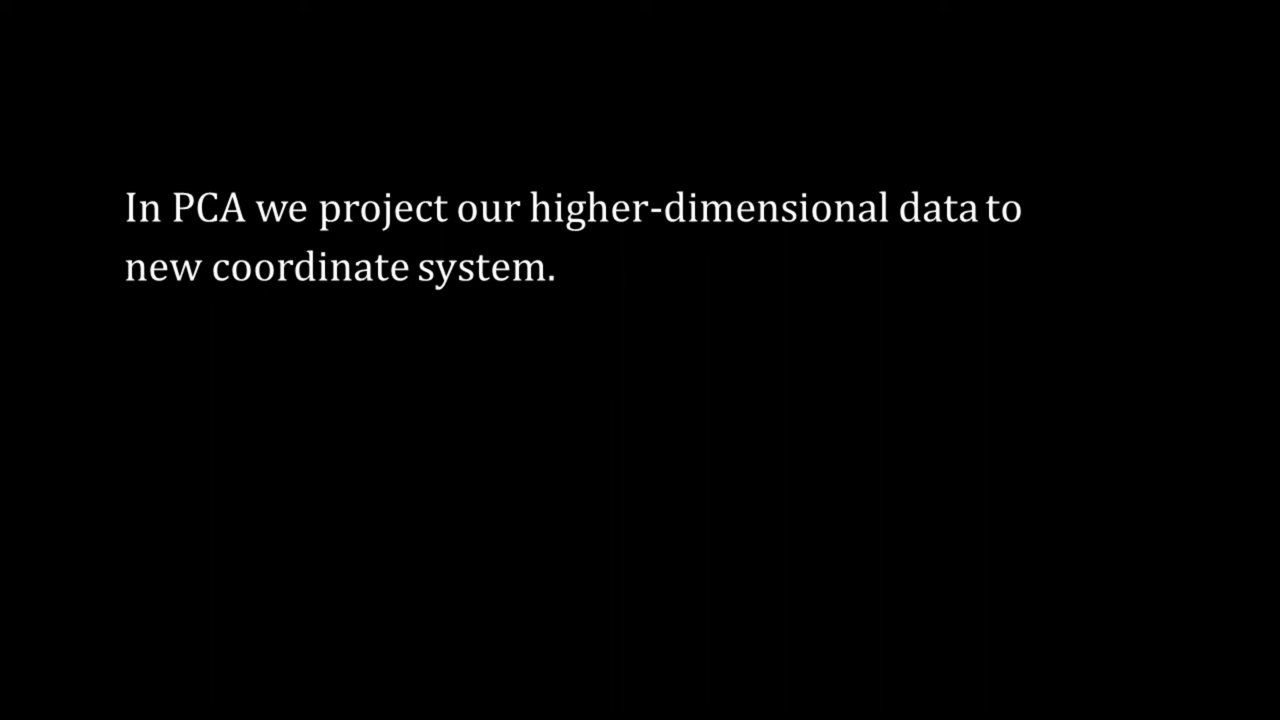 In PCA we project our higher-dimensional data to
new coordinate system.